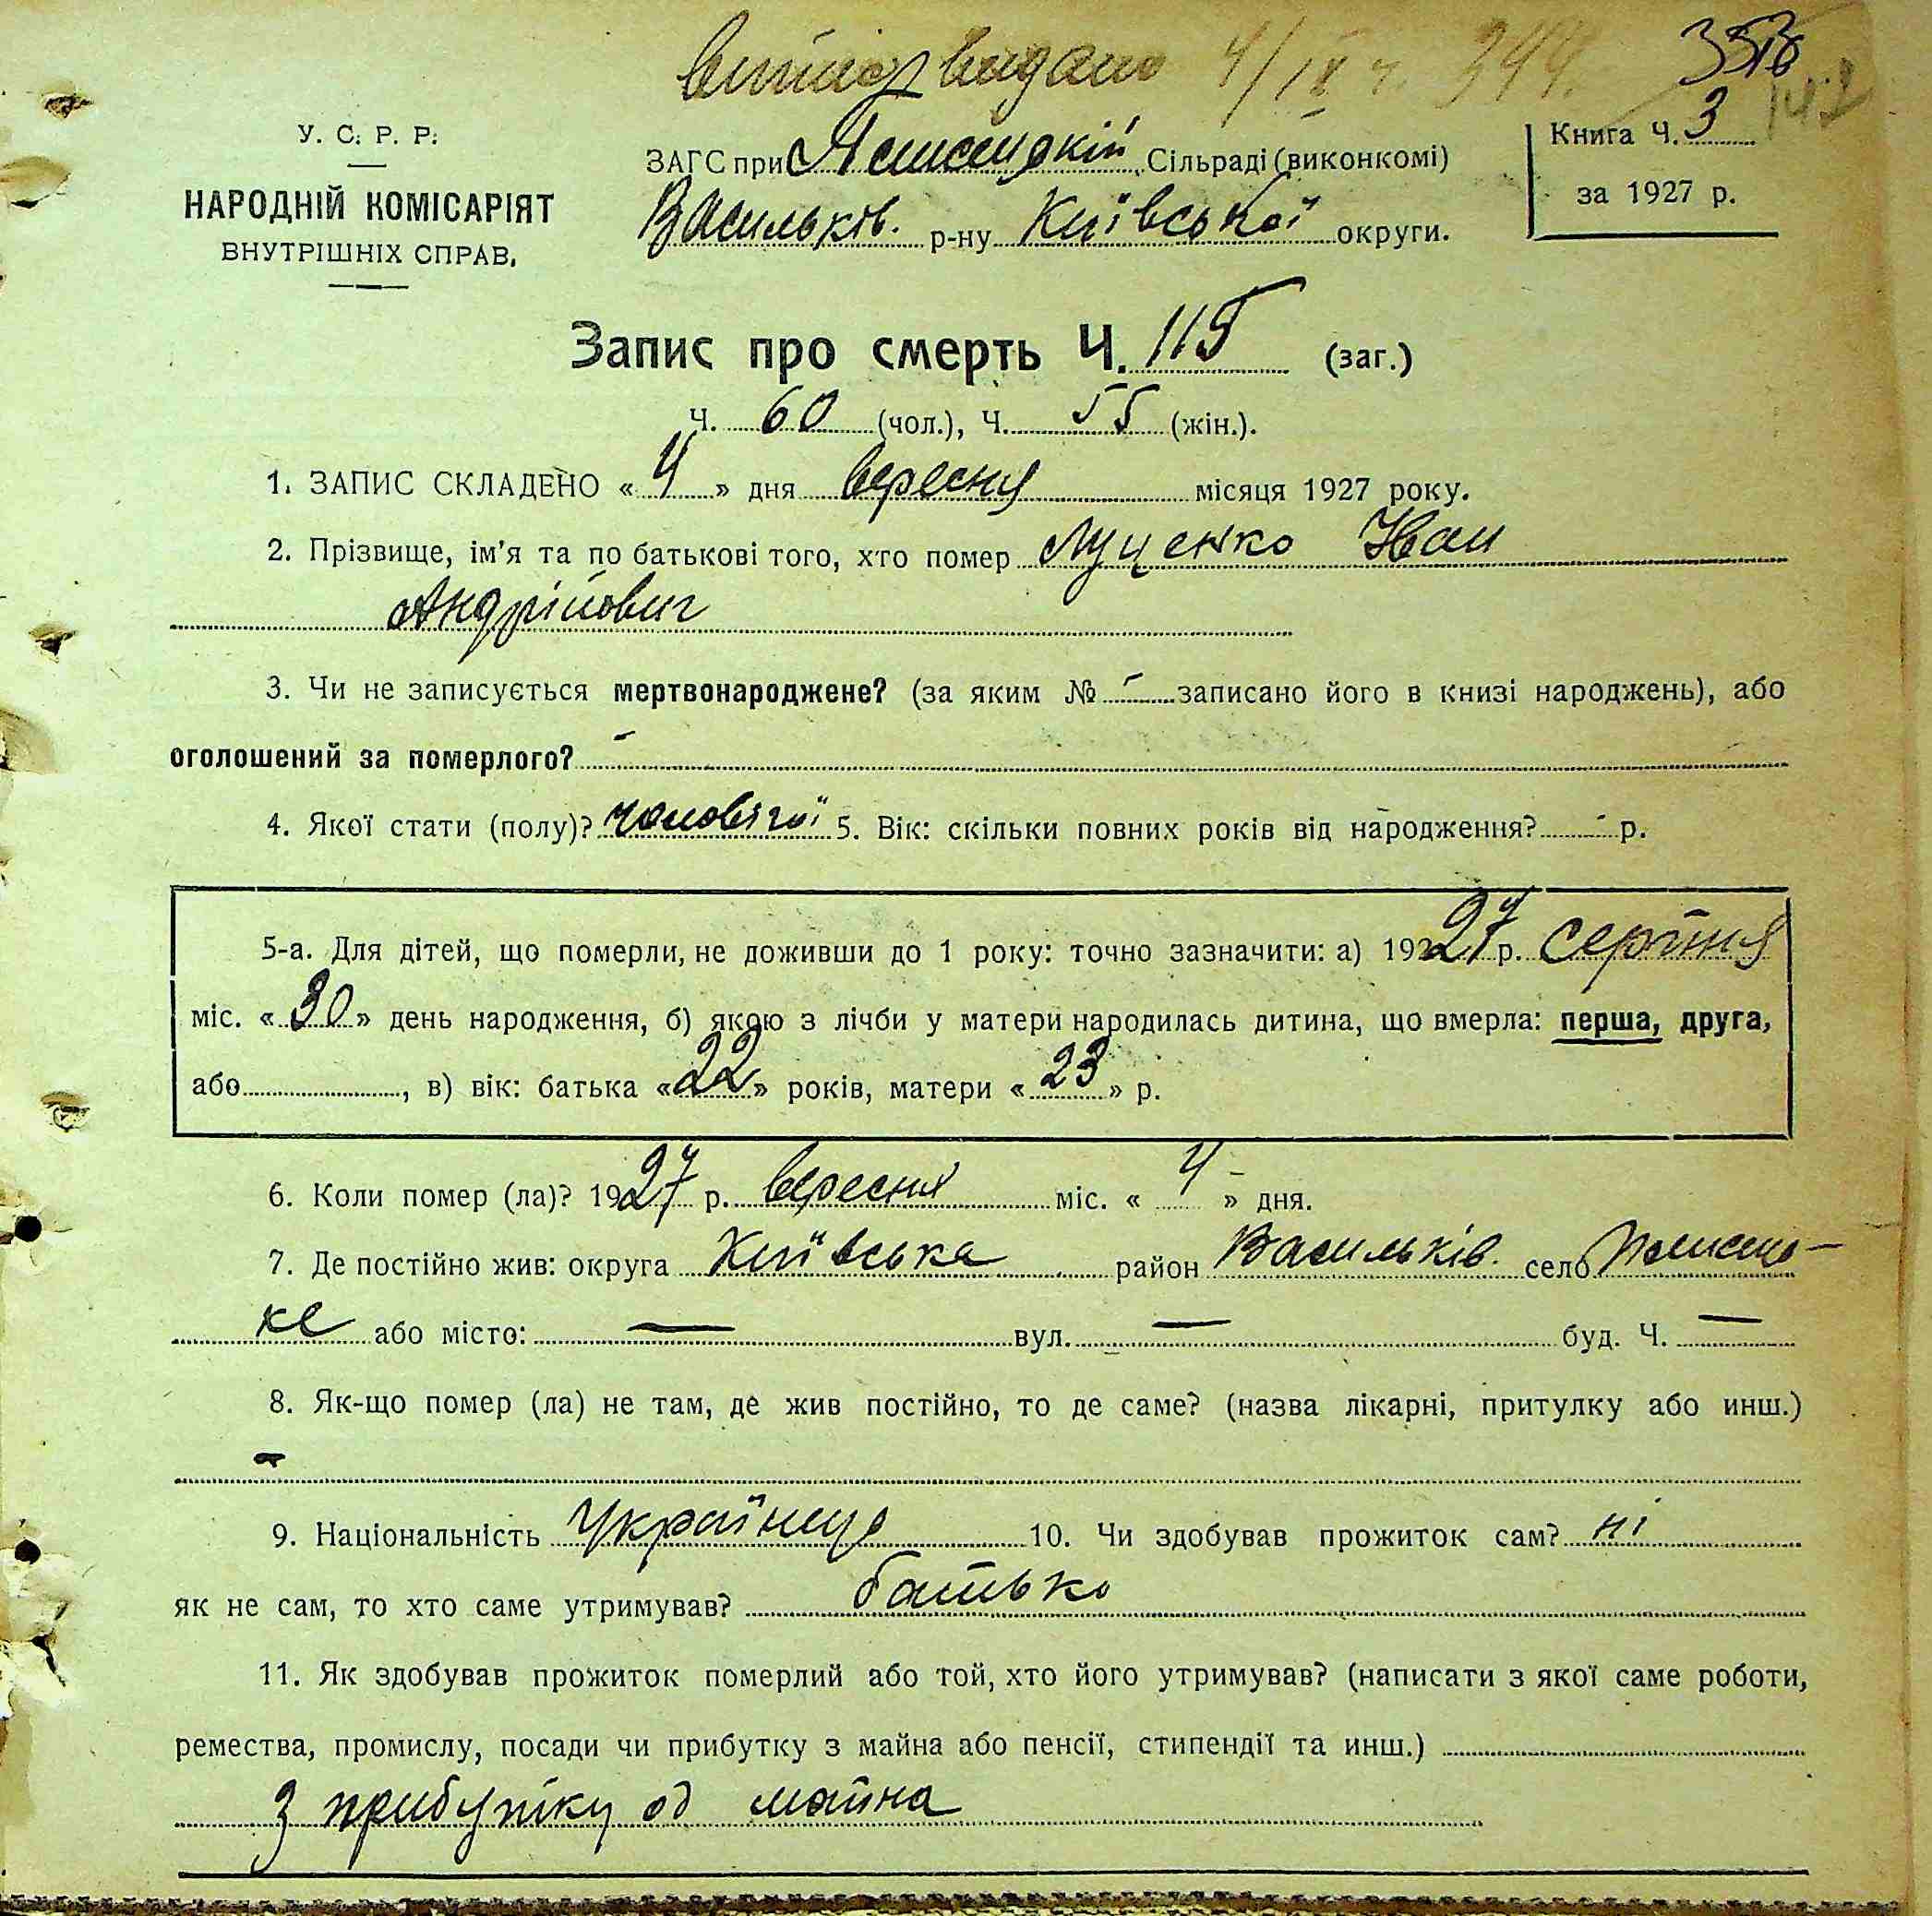 витяг видано 4/IX ч. 344.
353
У. С. Р. Р.
НАРОДНІЙ КОМІСАРІЯТ
ВНУТРІШНІХ СПРАВ.
ЗАГС при Сільраді (виконкомі)
Васильків. р-ну Київської округи.
Книга Ч. 3
за 1927 р.
Запис про смерть Ч. 115 (заг.)
Ч. 60 (чол.), Ч. 55 (жін.).
1. ЗАПИС СКЛАДЕНО « 4 » дня вересня місяця 1927 року.
2. Прізвище, ім'я та по батькові того, хто помер Луценко Іван
Андрійович
3. Чи не записується мертвонароджене? (за яким № - записано його в книзі народжень), або
оголошений за померлого? -
4. Якої стати (полу)? чоловічої 5. Вік: скільки повних років від народження? - р.
5-а. Для дітей, що померли, не доживши до 1 року: точно зазначити: а) 1927 р. серпня
міс. « 30 » день народження, б) якою з лічби у матери народилась дитина, що вмерла: перша, друга,
або , в) вік: батька « 22 » років, матери « 23 » р.
6. Коли помер (ла)? 1927 р. вересня міс. « 4 » дня.
7. Де постійно жив: округа Київська район Васильків. село
ке або місто: — вул. — буд. Ч. —
8. Як-що помер (ла) не там, де жив постійно, то де саме? (назва лікарні, притулку або инш.)
-
9. Національність Українець 10. Чи здобував прожиток сам? ні
як не сам, то хто саме утримував? батько
11. Як здобував прожиток померлий або той, хто його утримував? (написати з якої саме роботи,
ремества, промислу, посади чи прибутку з майна або пенсії, стипендії та инш.)
З прибутку од майна